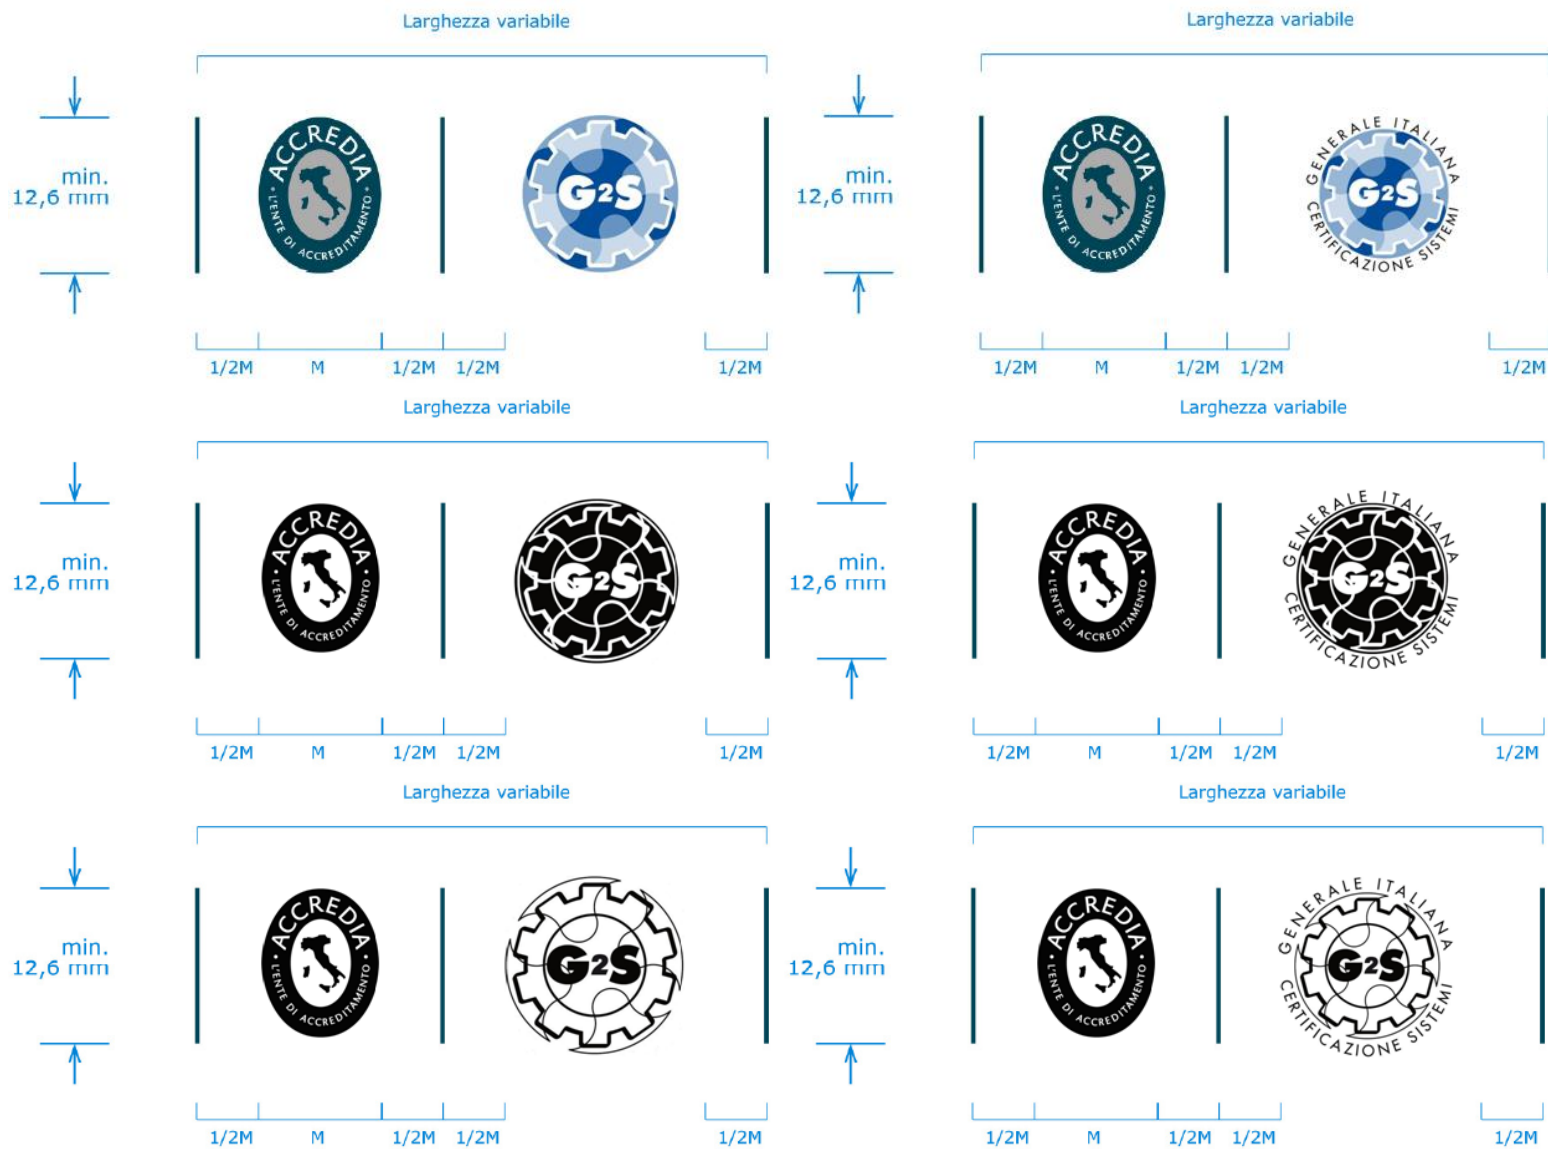 Larghezza variabile
Larghezza variabile
min.
12,6 mm
ACCREDIA
L'ENTE DI ACCREDITAMENTO
G2S
min.
12,6 mm
ACCREDIA
L'ENTE DI ACCREDITAMENTO
GENERALE ITALIANA
G2S
CERTIFICAZIONE SISTEMI
1/2M M 1/2M 1/2M 1/2M
1/2M M 1/2M 1/2M 1/2M
Larghezza variabile
Larghezza variabile
min.
12,6 mm
ACCREDIA
L'ENTE DI ACCREDITAMENTO
G2S
min.
12,6 mm
ACCREDIA
L'ENTE DI ACCREDITAMENTO
GENERALE ITALIANA
G2S
CERTIFICAZIONE SISTEMI
1/2M M 1/2M 1/2M 1/2M
1/2M M 1/2M 1/2M 1/2M
Larghezza variabile
Larghezza variabile
min.
12,6 mm
ACCREDIA
L'ENTE DI ACCREDITAMENTO
G2S
min.
12,6 mm
ACCREDIA
L'ENTE DI ACCREDITAMENTO
GENERALE ITALIANA
G2S
CERTIFICAZIONE SISTEMI
1/2M M 1/2M 1/2M 1/2M
1/2M M 1/2M 1/2M 1/2M